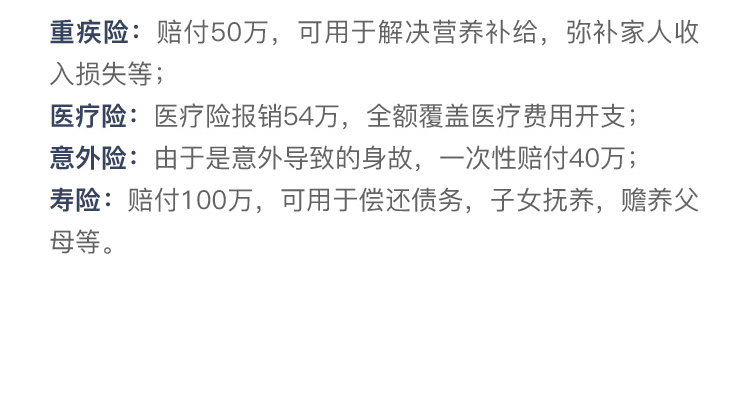 重疾险：赔付50万，可用于解决营养补给，弥补家人收
入损失等；
医疗险：医疗险报销54万，全额覆盖医疗费用开支；
意外险：由于是意外导致的身故，一次性赔付40万；
寿险：赔付100万，可用于偿还债务，子女抚养，赡养父
母等。